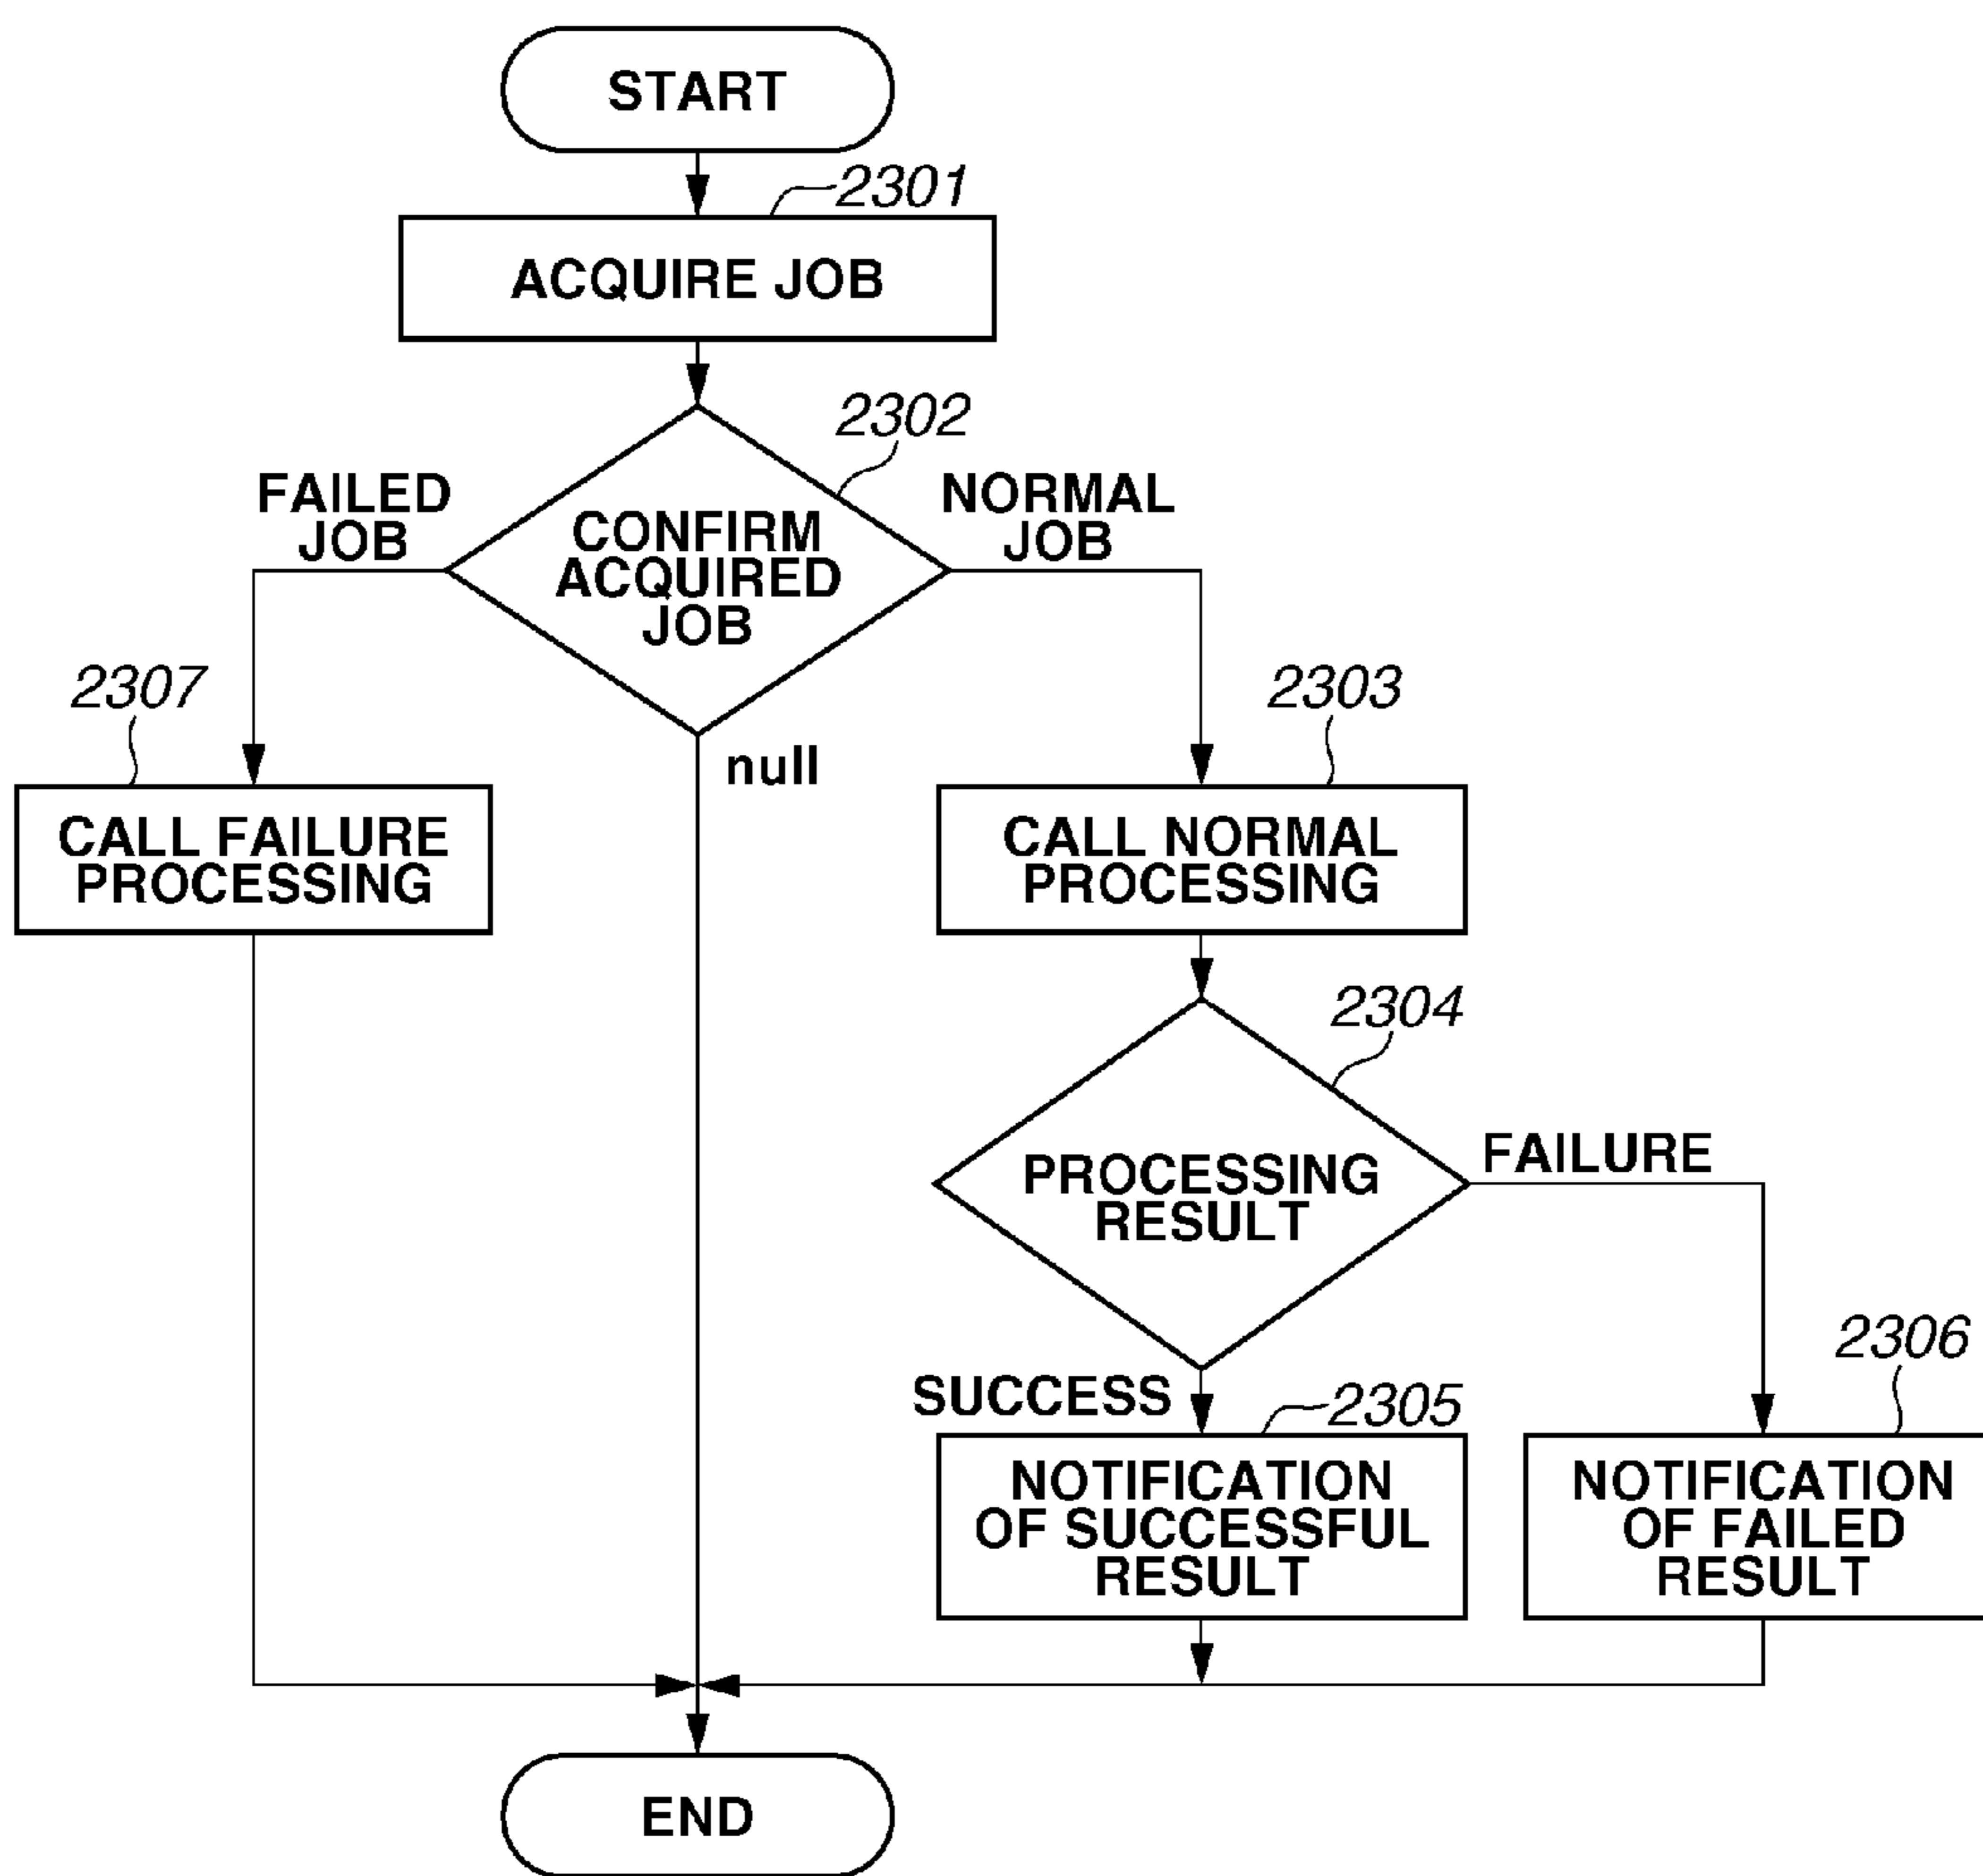 START
2301
ACQUIRE JOB
2302
FAILED
JOB
CONFIRM
ACQUIRED
JOB
NORMAL
JOB
2307
null
2303
CALL FAILURE
PROCESSING
CALL NORMAL
PROCESSING
2304
PROCESSING
RESULT
FAILURE
SUCCESS
2305
2306
NOTIFICATION
OF SUCCESSFUL
RESULT
NOTIFICATION
OF FAILED
RESULT
END